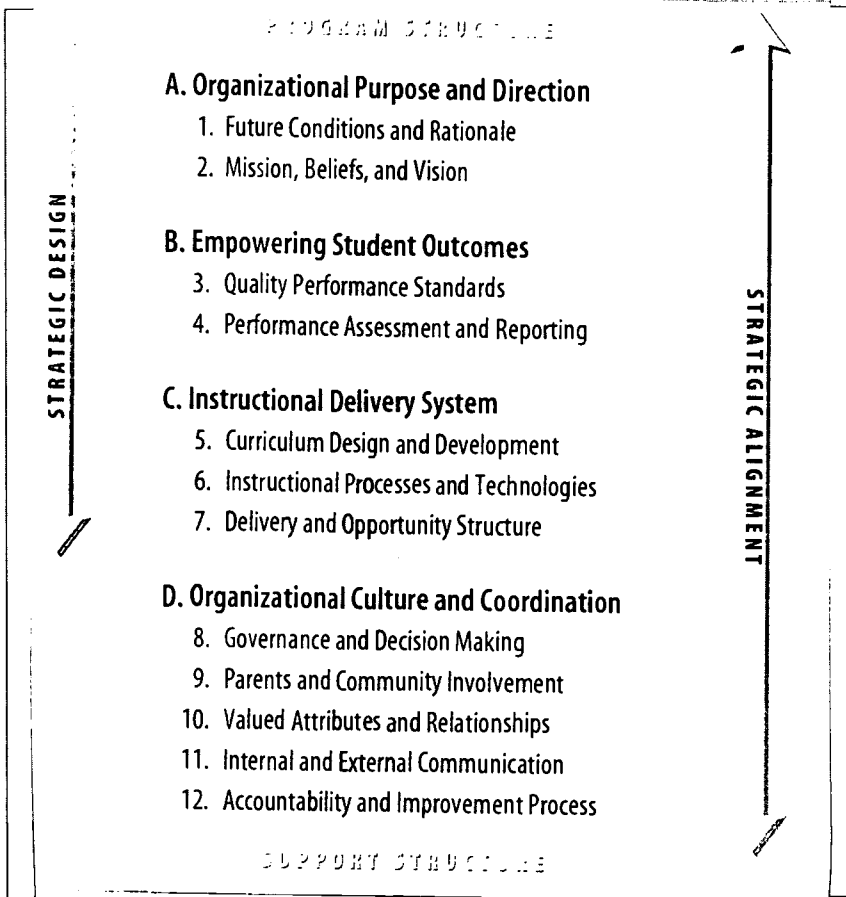 PROGRAM STRUCTURE
A. Organizational Purpose and Direction
1. Future Conditions and Rationale
2. Mission, Beliefs, and Vision
STRATEGIC DESIGN
B. Empowering Student Outcomes
3. Quality Performance Standards
4. Performance Assessment and Reporting
STRATEGIC ALIGNMENT
C. Instructional Delivery System
5. Curriculum Design and Development
6. Instructional Processes and Technologies
7. Delivery and Opportunity Structure
D. Organizational Culture and Coordination
8. Governance and Decision Making
9. Parents and Community Involvement
10. Valued Attributes and Relationships
11. Internal and External Communication
12. Accountability and Improvement Process
SUPPORT STRUCTURE